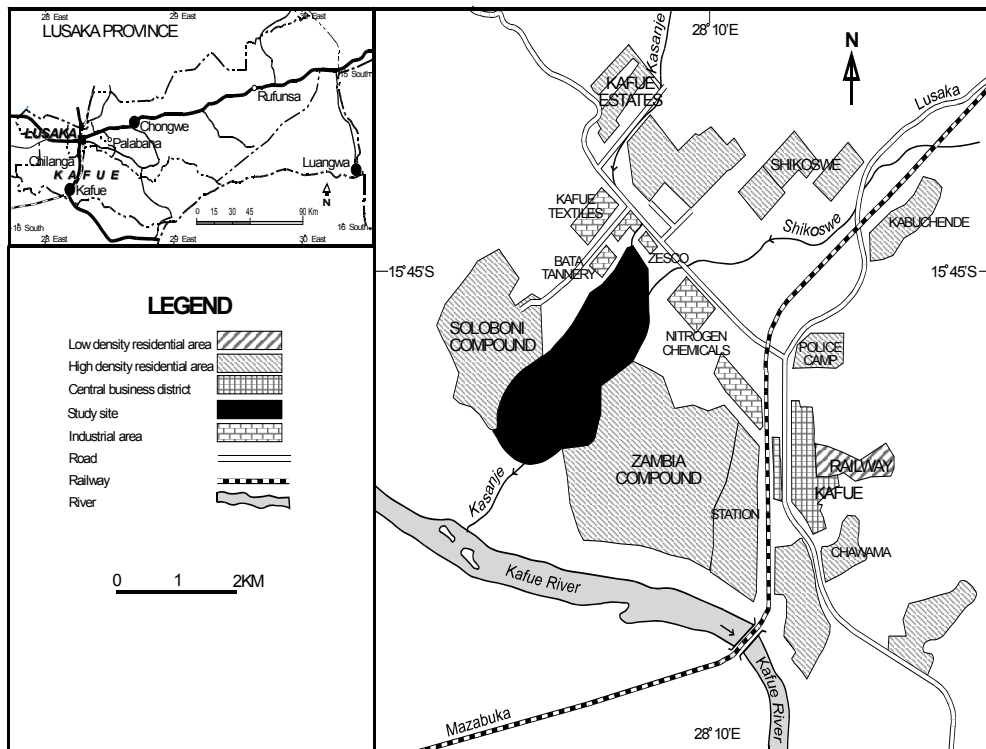 28 East
29 East
30 East
LUSAKA PROVINCE
15 South
Rufunsa
Chongwe
LUSAKA
Palabana
Chilanga
KAFUE
Kafue
Luangwa
N
0 15 30 45 90 Km
16 South
28 East
29 East
30 East
16 South
LEGEND
Low density residential area
High density residential area
Central business district
Study site
Industrial area
Road
Railway
River
0 1 2KM
28°10'E
N
Kasanje
KAFUE
ESTATES
Lusaka
SHIKOSWE
KAFUE
TEXTILES
Shikoswe
KABUCHENDE
ZESCO
BATA
TANNERY
15°45'S
15°45'S
SOLOBONI
COMPOUND
NITROGEN
CHEMICALS
POLICE
CAMP
ZAMBIA
COMPOUND
RAILWAY
KAFUE
Kasanje
STATION
CHAWAMA
Kafue River
Kafue River
Mazabuka
28°10'E